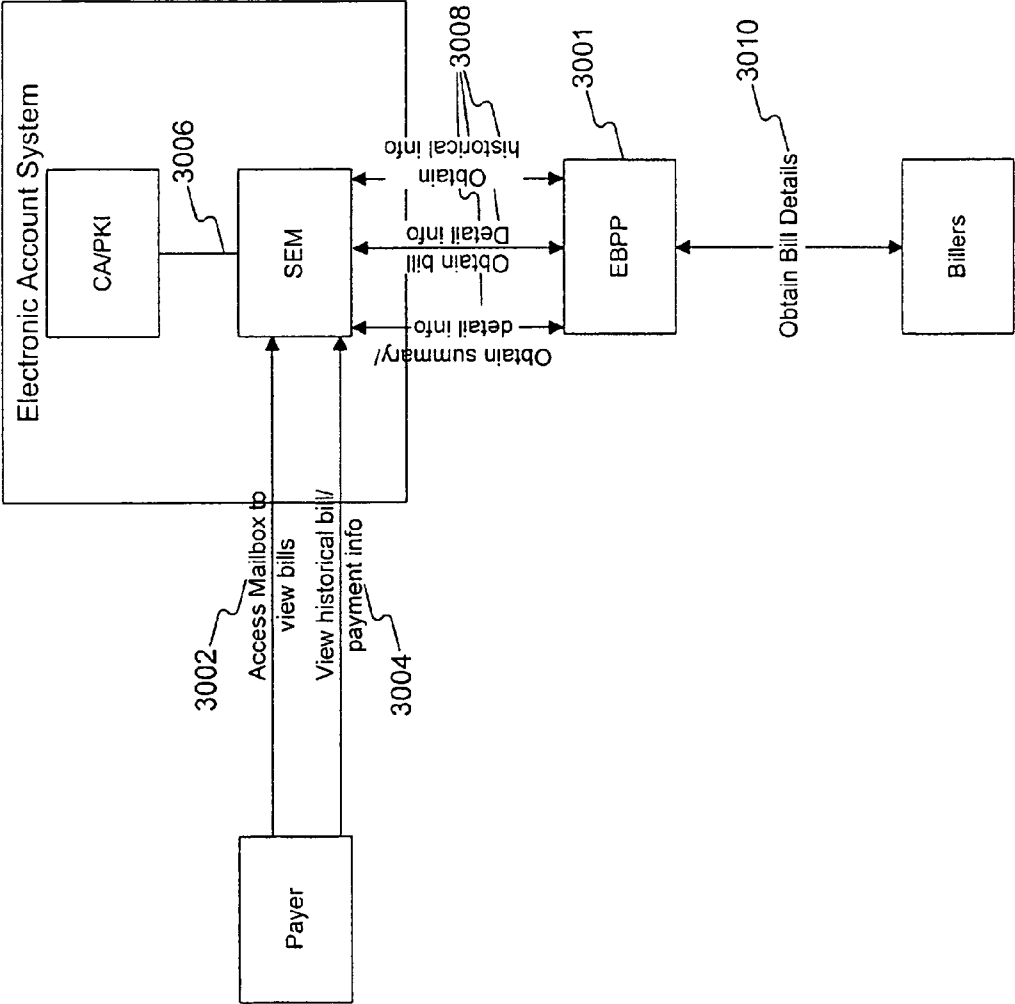 Electronic Account System
CA/PKI
3006
SEM
3002
Access Mailbox to
view bills
View historical bill/
payment info
3004
Payer
Obtain summary/
detail info
Obtain bill
Detail info
Obtain
historical info
3008
EBPP
3001
Obtain Bill Details
3010
Billers